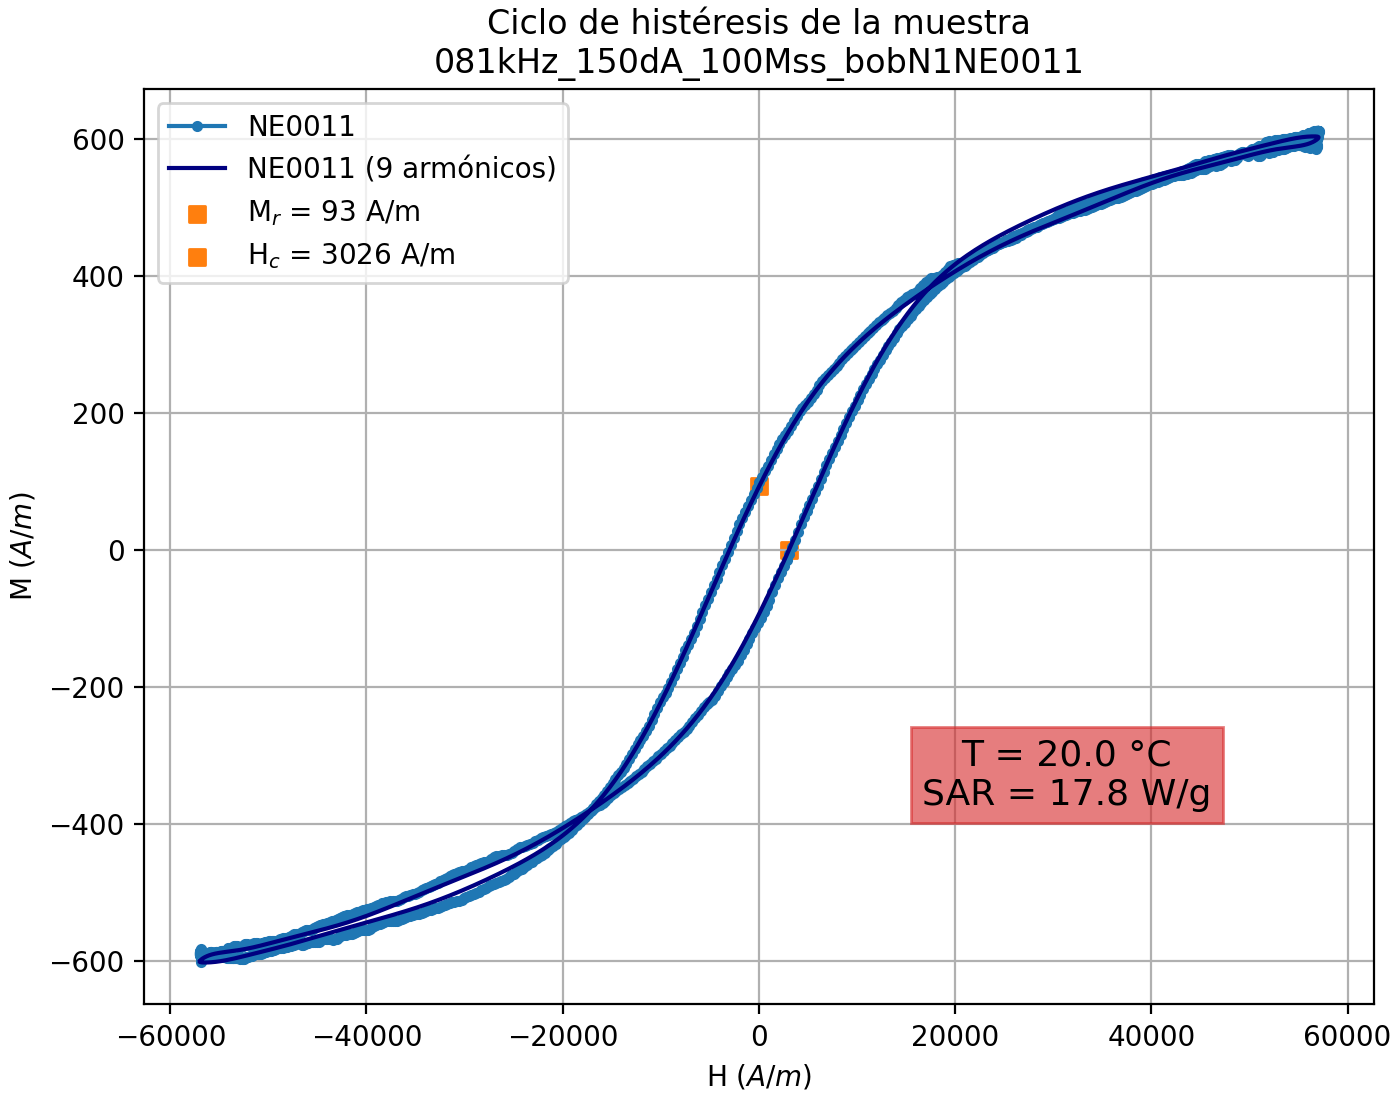 Ciclo de histéresis de la muestra
081kHz_150dA_100Mss_bobN1NE0011
NE0011
NE0011 (9 armónicos)
Mr = 93 A/m
Hc = 3026 A/m
600
400
200
0
−200
−400
−600
M (A/m)
T = 20.0 °C
SAR = 17.8 W/g
−60000 −40000 −20000 0 20000 40000 60000
H (A/m)